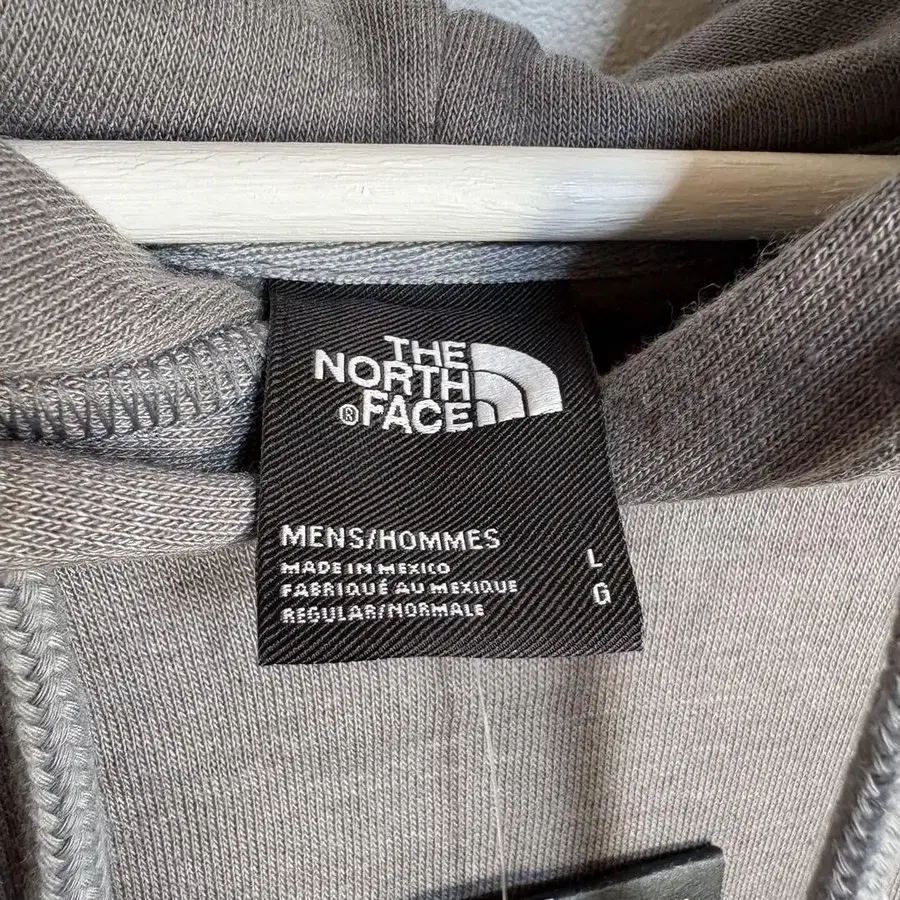 THE
NORTH
® FACE
MENS/HOMMES
MADE IN MEXICO
FABRIQUÉ AU MEXIQUE
REGULAR/NORMALE
L
G